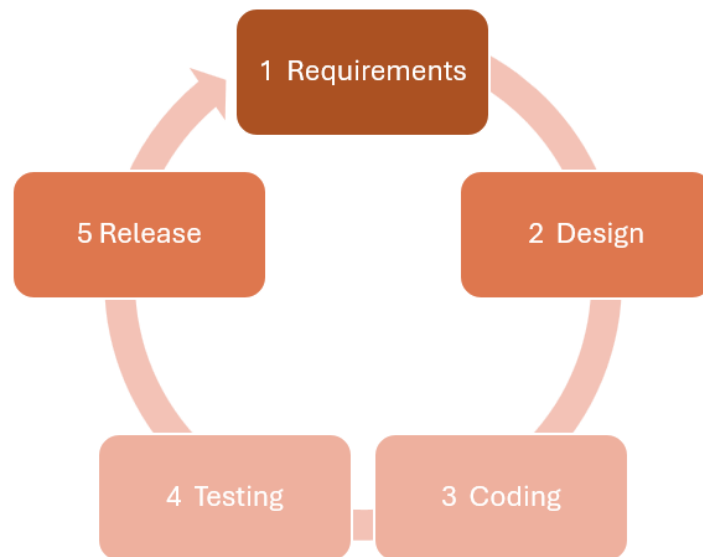 1 Requirements
2 Design
3 Coding
4 Testing
5 Release